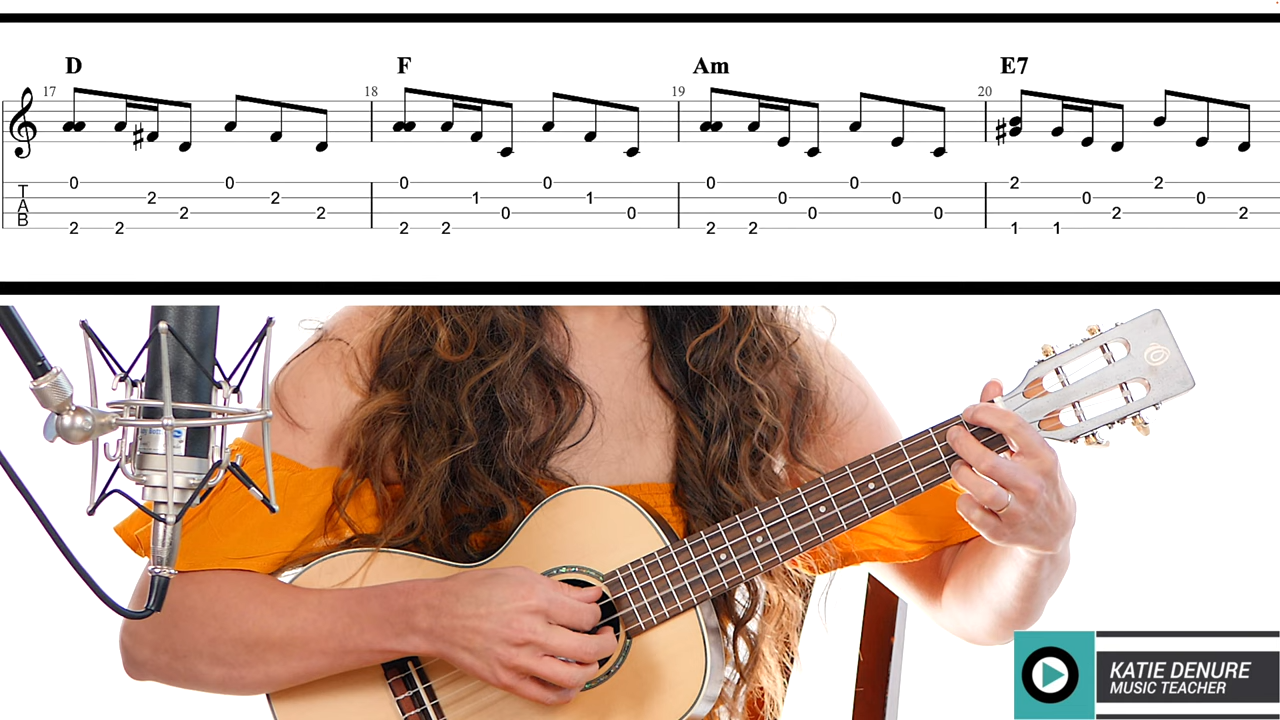 D F Am E7
17 18 19 20
0 0 0 0 0 0 2 2
2 2 1 1 0 0 0 0
T
A
B
2 2 0 0 0 0 2 2
2 2 2 2 2 2 1 1
KATIE DENURE
MUSIC TEACHER